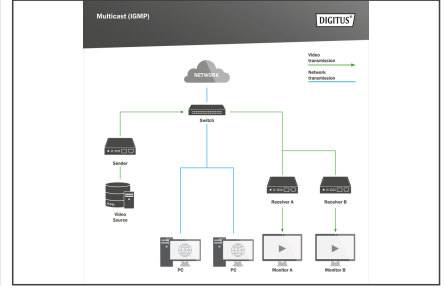 Multicast (IGMP)
DIGITUS®
Video
transmission
Network
transmission
NETWORK
Switch
Sender
Video
Source
Receiver A
Receiver B
PC
PC
Monitor A
Monitor B